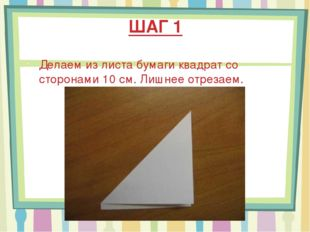 ШАГ 1
Делаем из листа бумаги квадрат со
сторонами 10 см. Лишнее отрезаем.